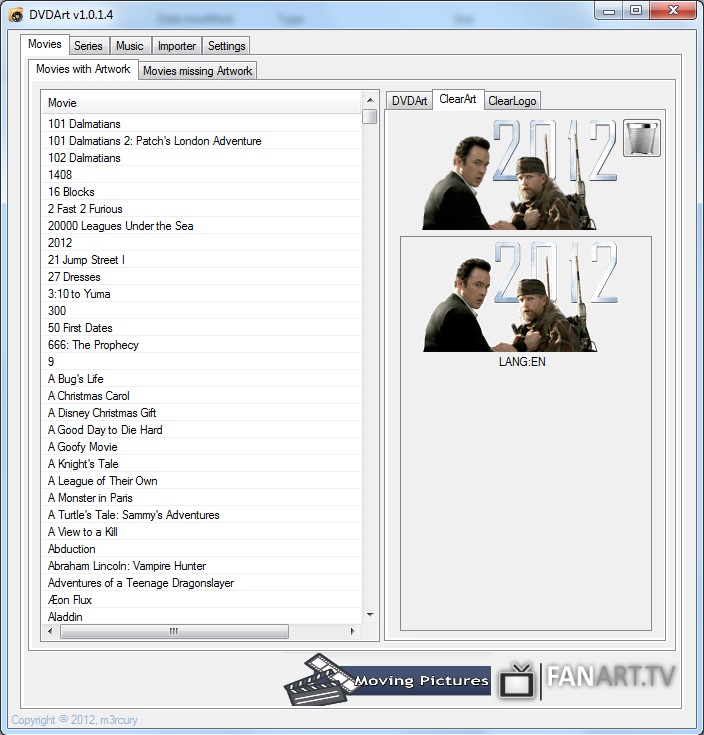 DVDArt v1.0.1.4
Movies Series Music Importer Settings
Movies with Artwork Movies missing Artwork
Movie
101 Dalmatians
101 Dalmatians 2: Patch's London Adventure
102 Dalmatians
1408
16 Blocks
2 Fast 2 Furious
20000 Leagues Under the Sea
2012
21 Jump Street I
27 Dresses
3:10 to Yuma
300
50 First Dates
666: The Prophecy
9
A Bug's Life
A Christmas Carol
A Disney Christmas Gift
A Good Day to Die Hard
A Goofy Movie
A Knight's Tale
A League of Their Own
A Monster in Paris
A Turtle's Tale: Sammy's Adventures
A View to a Kill
Abduction
Abraham Lincoln: Vampire Hunter
Adventures of a Teenage Dragonslayer
Æon Flux
Aladdin
DVDArt ClearArt ClearLogo
2012
2012
LANG:EN
Moving Pictures
FANART.TV
Copyright © 2012, m3rcury